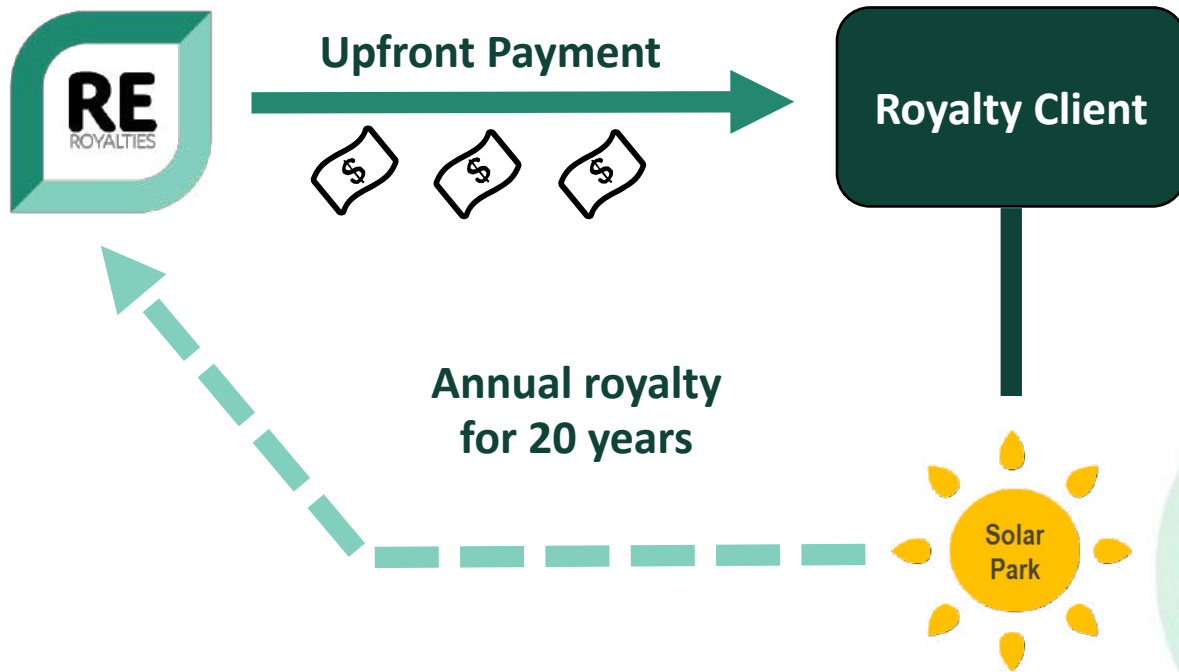 RE
ROYALTIES
Upfront Payment
$ $ $
Royalty Client
Annual royalty
for 20 years
Solar
Park